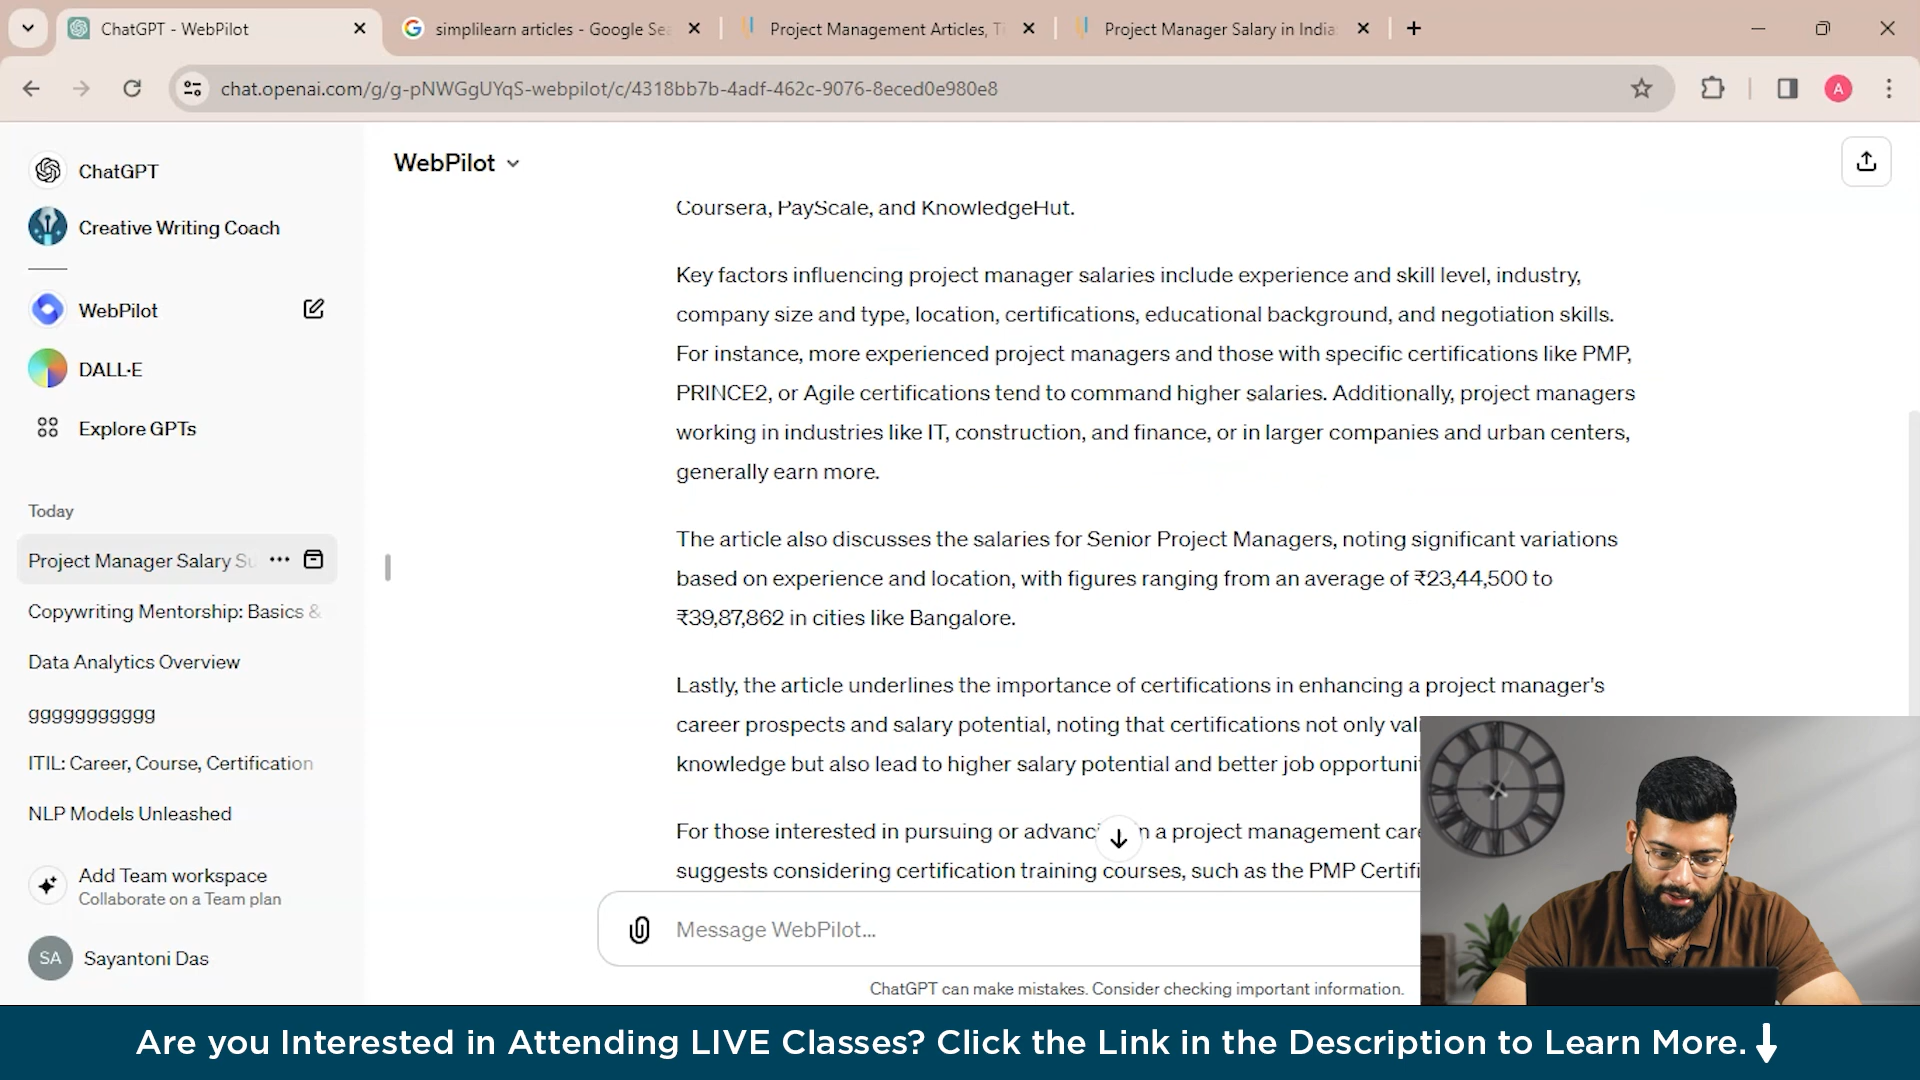 ChatGPT - WebPilot
simplilearn articles - Google Sea
Project Management Articles, Ti
Project Manager Salary in India:
chat.openai.com/g/g-pNWGgUYqS-webpilot/c/4318bb7b-4adf-462c-9076-8eced0e980e8
A
ChatGPT
Creative Writing Coach
WebPilot
DALL·E
Explore GPTs
Today
Project Manager Salary Su
Copywriting Mentorship: Basics &
Data Analytics Overview
ggggggggggg
ITIL: Career, Course, Certification
NLP Models Unleashed
Add Team workspace
Collaborate on a Team plan
SA
Sayantoni Das
WebPilot
Coursera, PayScale, and KnowledgeHut.
Key factors influencing project manager salaries include experience and skill level, industry,
company size and type, location, certifications, educational background, and negotiation skills.
For instance, more experienced project managers and those with specific certifications like PMP,
PRINCE2, or Agile certifications tend to command higher salaries. Additionally, project managers
working in industries like IT, construction, and finance, or in larger companies and urban centers,
generally earn more.
The article also discusses the salaries for Senior Project Managers, noting significant variations
based on experience and location, with figures ranging from an average of ₹23,44,500 to
₹39,87,862 in cities like Bangalore.
Lastly, the article underlines the importance of certifications in enhancing a project manager's
career prospects and salary potential, noting that certifications not only vali
knowledge but also lead to higher salary potential and better job opportuni
For those interested in pursuing or advanci n a project management care
suggests considering certification training courses, such as the PMP Certifi
Message WebPilot...
ChatGPT can make mistakes. Consider checking important information.
Are you Interested in Attending LIVE Classes? Click the Link in the Description to Learn More.